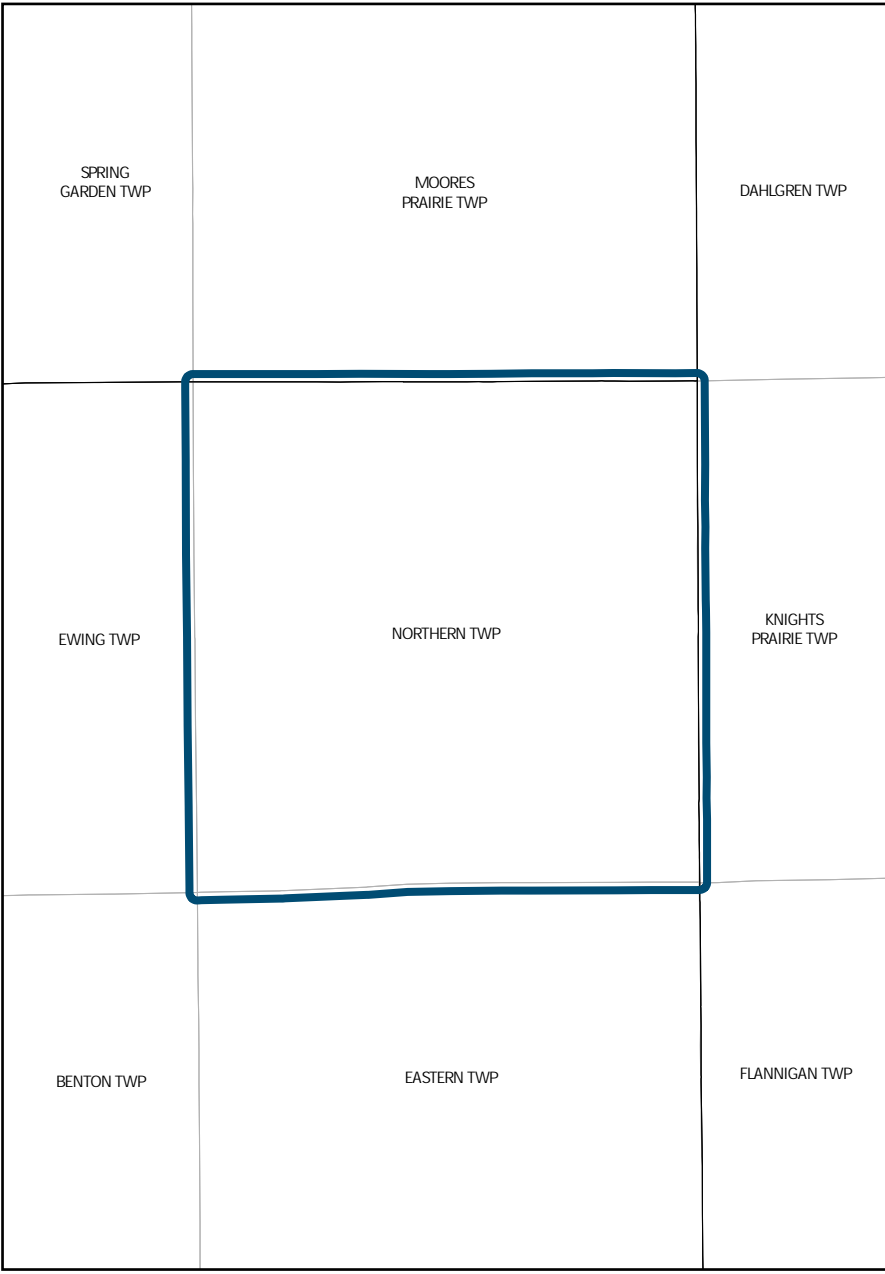 SPRING
GARDEN TWP
MOORES
PRAIRIE TWP
DAHLGREN TWP
EWING TWP
NORTHERN TWP
KNIGHTS
PRAIRIE TWP
BENTON TWP
EASTERN TWP
FLANNIGAN TWP